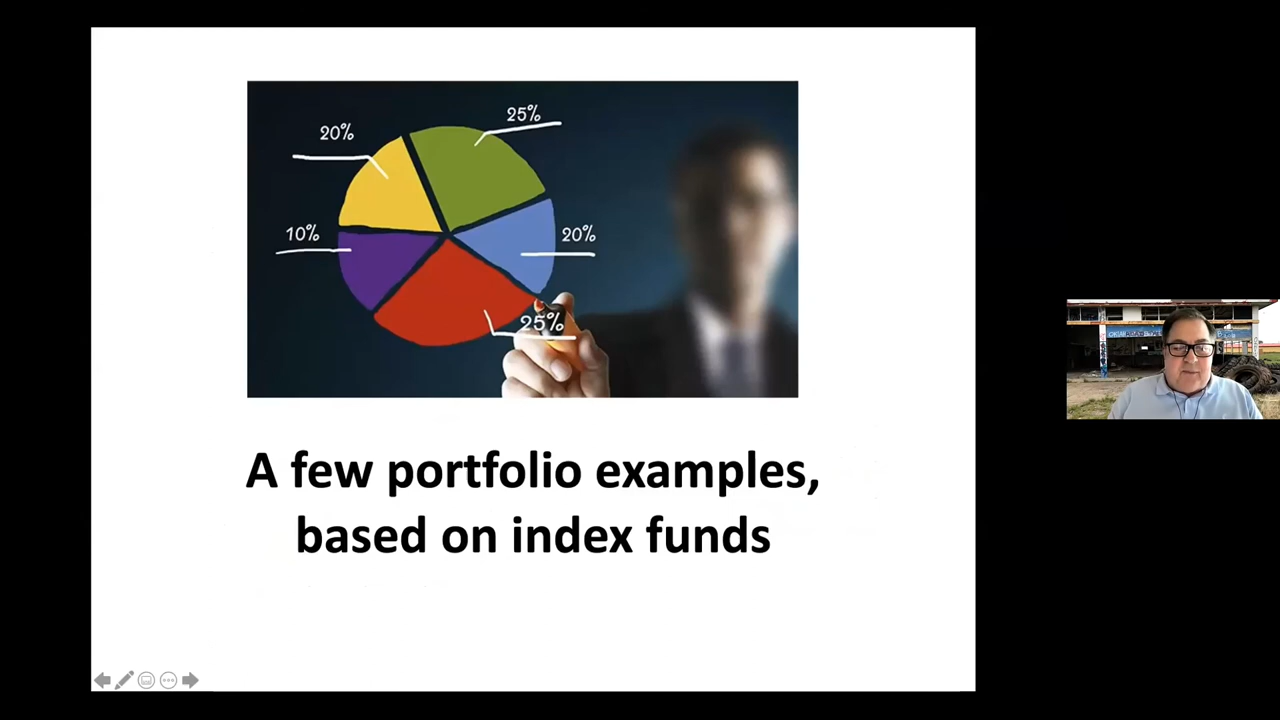 25%
20%
10%
20%
25%
A few portfolio examples,
based on index funds